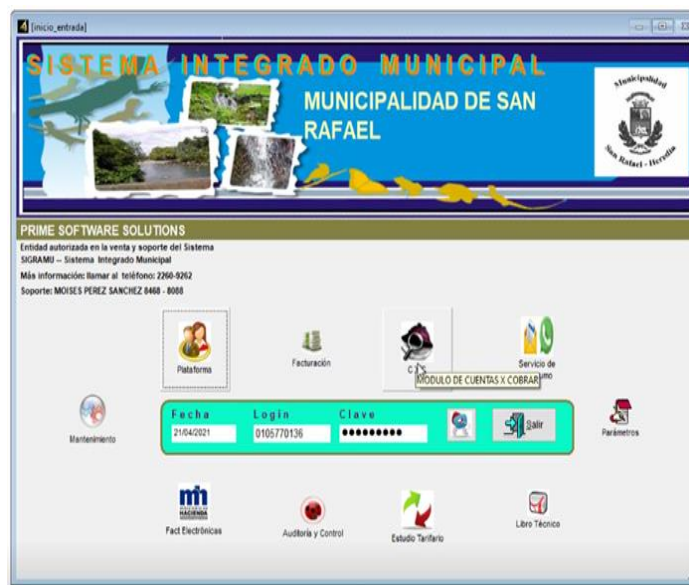 [inicio_entrada]
SISTEMA INTEGRADO MUNICIPAL
MUNICIPALIDAD DE SAN
RAFAEL
Municipalidad
San Rafael - Heredia
PRIME SOFTWARE SOLUTIONS
Entidad autorizada en la venta y soporte del Sistema
SIGRAMU -- Sistema Integrado Municipal
Más información: llamar al teléfono: 2260-9262
Soporte: MOISES PEREZ SANCHEZ 8468 - 8088
Plataforma
Facturación
Servicio de
MODULO DE CUENTAS X COBRAR
Mantenimiento
Fecha Login Clave
21/04/2021 0105770136
Salir
Parámetros
HACIENDA
Fact Electrónicas
Auditoría y Control
Estudio Tarifario
Libro Técnico